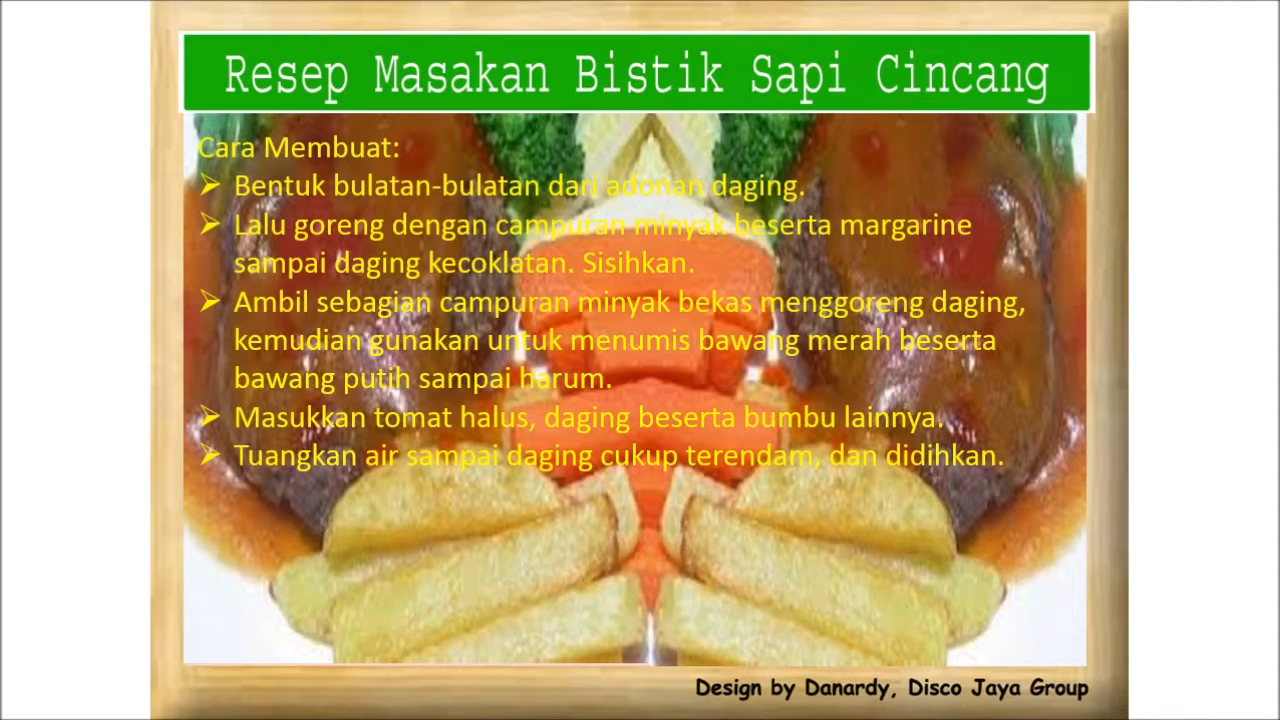 Resep Masakan Bistik Sapi Cincang
Cara Membuat:
➢ Bentuk bulatan-bulatan dari adonan daging.
➢ Lalu goreng dengan campuran minyak beserta margarine
sampai daging kecoklatan. Sisihkan.
➢ Ambil sebagian campuran minyak bekas menggoreng daging,
kemudian gunakan untuk menumis bawang merah beserta
bawang putih sampai harum.
➢ Masukkan tomat halus, daging beserta bumbu lainnya.
➢ Tuangkan air sampai daging cukup terendam, dan didihkan.
Design by Danardy, Disco Jaya Group